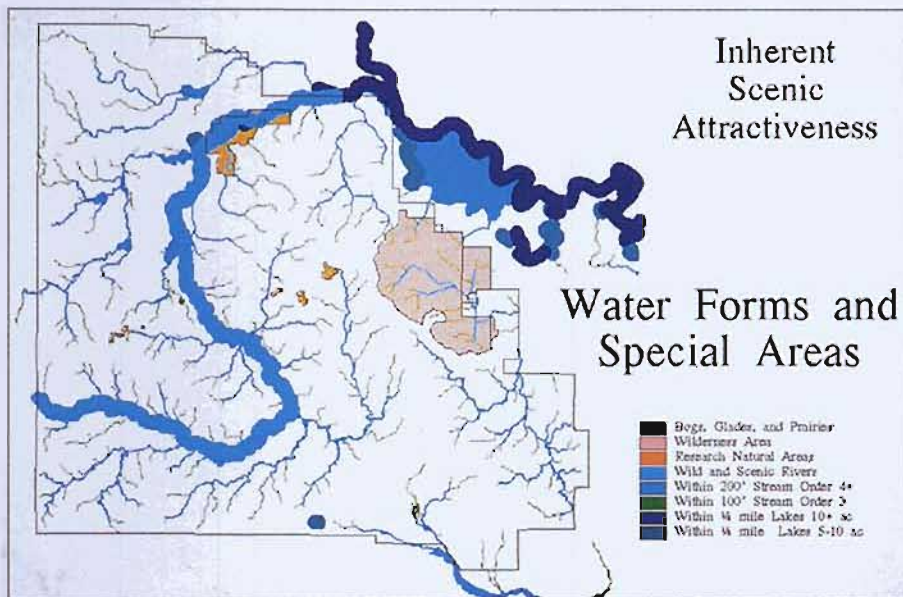 Inherent
Scenic
Attractiveness
Water Forms and
Special Areas
Bogs, Glades, and Prairies
Wilderness Area
Research Natural Areas
Wild and Scenic Rivers
Within 200' Stream Order 4+
Within 100' Stream Order 3
Within ¼ mile Lakes 10+ ac
Within ¼ mile Lakes 5-10 ac